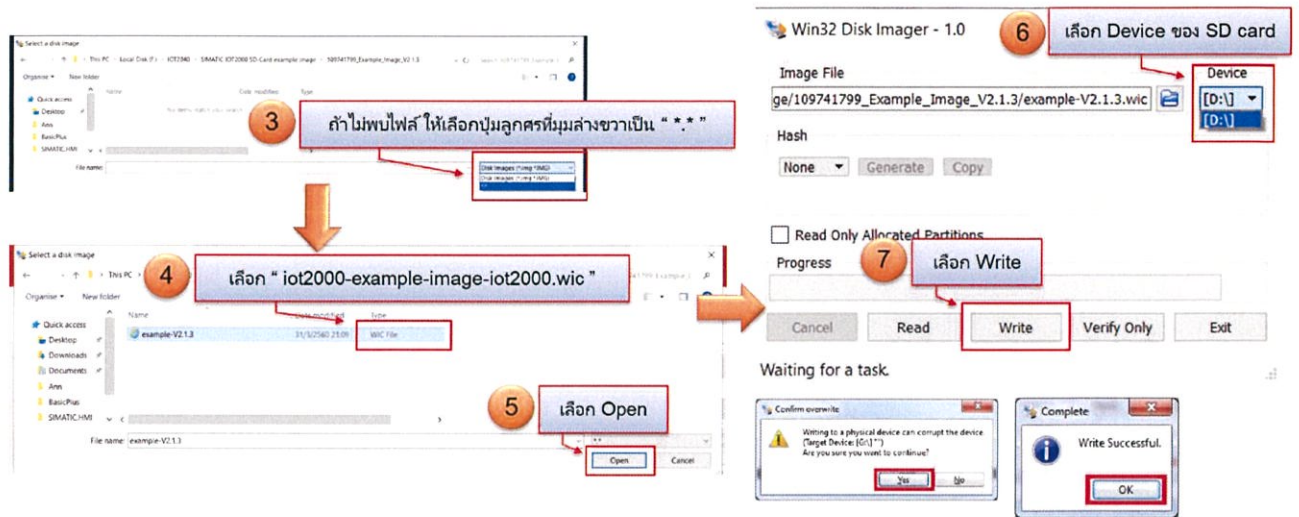 Select a disk image
This PC › Local Disk (F:) › IOT2040 › SIMATIC IOT2000 SD-Card example image › 109741799_Example_Image_V2.1.3
Organise New folder
Name Date modified Type
Quick access
Desktop
Ann
BasicPlus
SIMATIC.HMI
File name:
Disk Images (*.img *.IMG)
Disk Images (*.img *.IMG)
*.*
3
ถ้าไม่พบไฟล์ ให้เลือกปุ่มลูกศรที่มุมล่างขวาเป็น “ *.* ”
Select a disk image
This PC
4
เลือก “ iot2000-example-image-iot2000.wic ”
Organise New folder
Name Date modified Type
Quick access
example-V2.1.3 31/3/2560 21:09 WIC File
Desktop
Downloads
Documents
Ann
BasicPlus
SIMATIC.HMI
5
เลือก Open
File name: example-V2.1.3 *.*
Open Cancel
Win32 Disk Imager - 1.0
6
เลือก Device ของ SD card
Image File Device
ge/109741799_Example_Image_V2.1.3/example-V2.1.3.wic [D:\]
[D:\]
Hash
None Generate Copy
Read Only Allocated Partitions
Progress
7
เลือก Write
Cancel Read Write Verify Only Exit
Waiting for a task.
Confirm overwrite
Writing to a physical device can corrupt the device.
(Target Device: [G:\] "")
Are you sure you want to continue?
Yes No
Complete
Write Successful.
OK